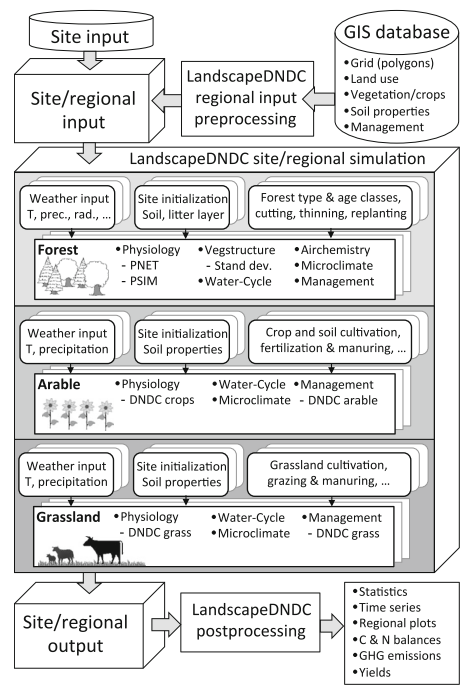 Site input
GIS database
•Grid (polygons)
•Land use
•Vegetation/crops
•Soil properties
•Management
LandscapeDNDC
regional input
preprocessing
Site/regional
input
LandscapeDNDC site/regional simulation
Weather input
T, prec., rad., ...
Site initialization
Soil, litter layer
Forest type & age classes,
cutting, thinning, replanting
Forest
•Physiology
- PNET
- PSIM
•Vegstructure
- Stand dev.
•Water-Cycle
•Airchemistry
•Microclimate
•Management
Weather input
T, precipitation
Site initialization
Soil properties
Crop and soil cultivation,
fertilization & manuring, ...
Arable
•Physiology
- DNDC crops
•Water-Cycle
•Microclimate
•Management
- DNDC arable
Weather input
T, precipitation
Site initialization
Soil properties
Grassland cultivation,
grazing & manuring, ...
Grassland
•Physiology
- DNDC grass
•Water-Cycle
•Microclimate
•Management
- DNDC grass
Site/regional
output
LandscapeDNDC
postprocessing
•Statistics
•Time series
•Regional plots
•C & N balances
•GHG emissions
•Yields